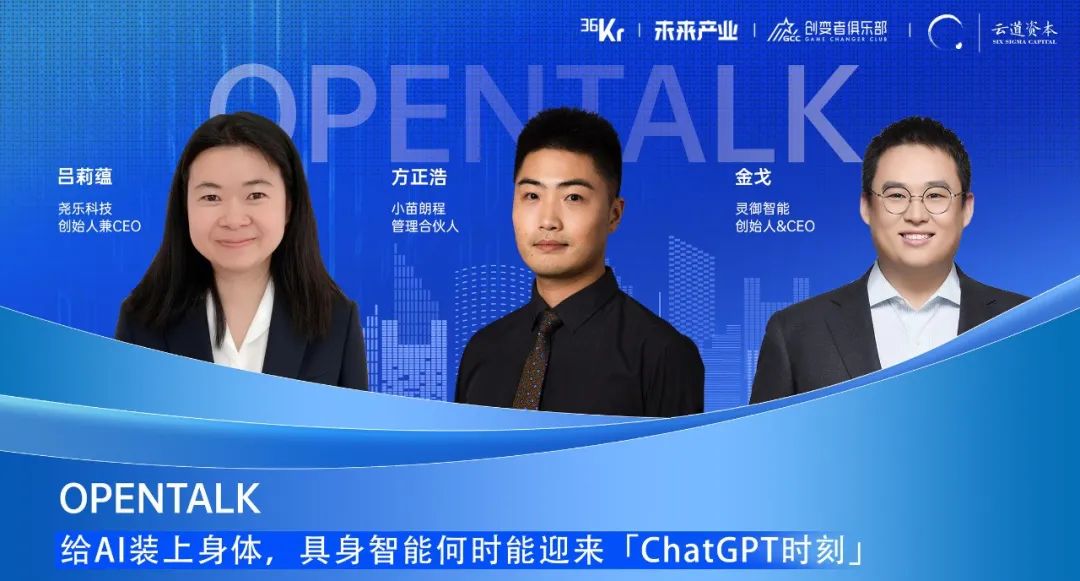 36Kr
未来产业
GCC
创变者俱乐部
GAME CHANGER CLUB
云道资本
SIX SIGMA CAPITAL
OPENTALK
吕莉蕴
尧乐科技
创始人兼CEO
方正浩
小苗朗程
管理合伙人
金戈
灵御智能
创始人&CEO
OPENTALK
给AI装上身体，具身智能何时能迎来「ChatGPT时刻」